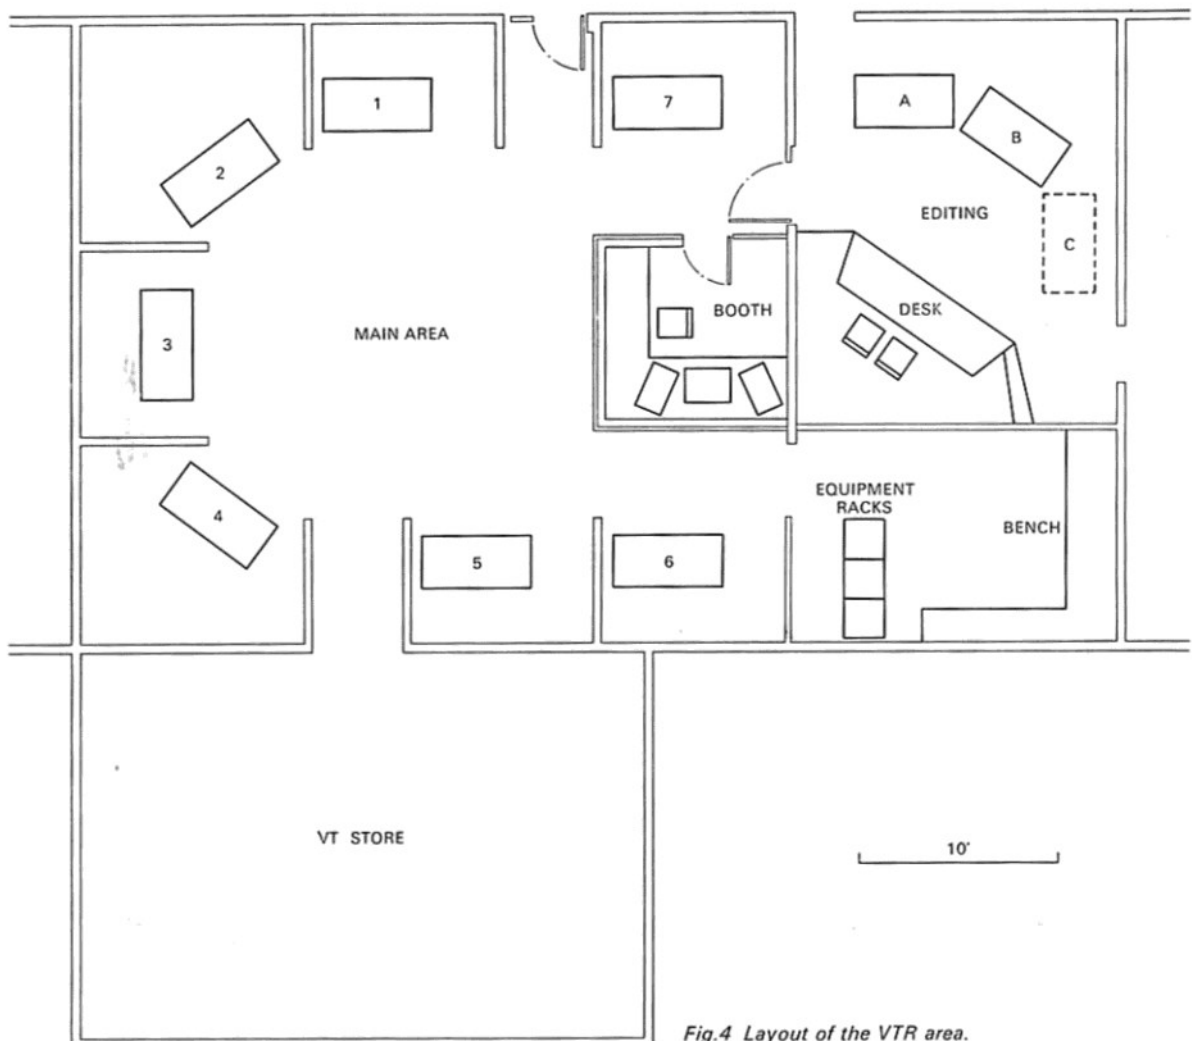 1
7
A
B
2
EDITING
C
3
MAIN AREA
BOOTH
DESK
4
EQUIPMENT
RACKS
BENCH
5
6
VT STORE
10'
Fig.4 Layout of the VTR area.